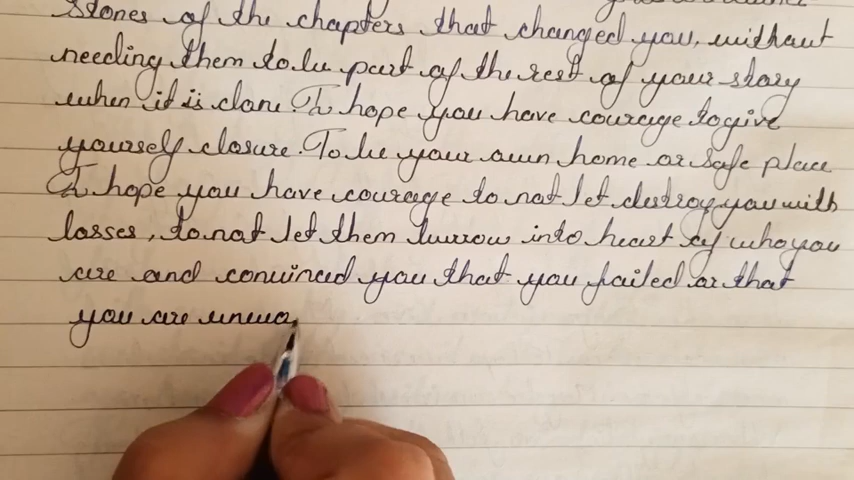 stones of the chapters that changed you, without
needing them to be part of the rest of your story
when it is done. I hope you have courage to give
yourself closure. To be your own home or safe place
I hope you have courage to not let destroy you with
losses, to not let them burrow into heart of who you
are and convinced you that you failed or that
you are unwo